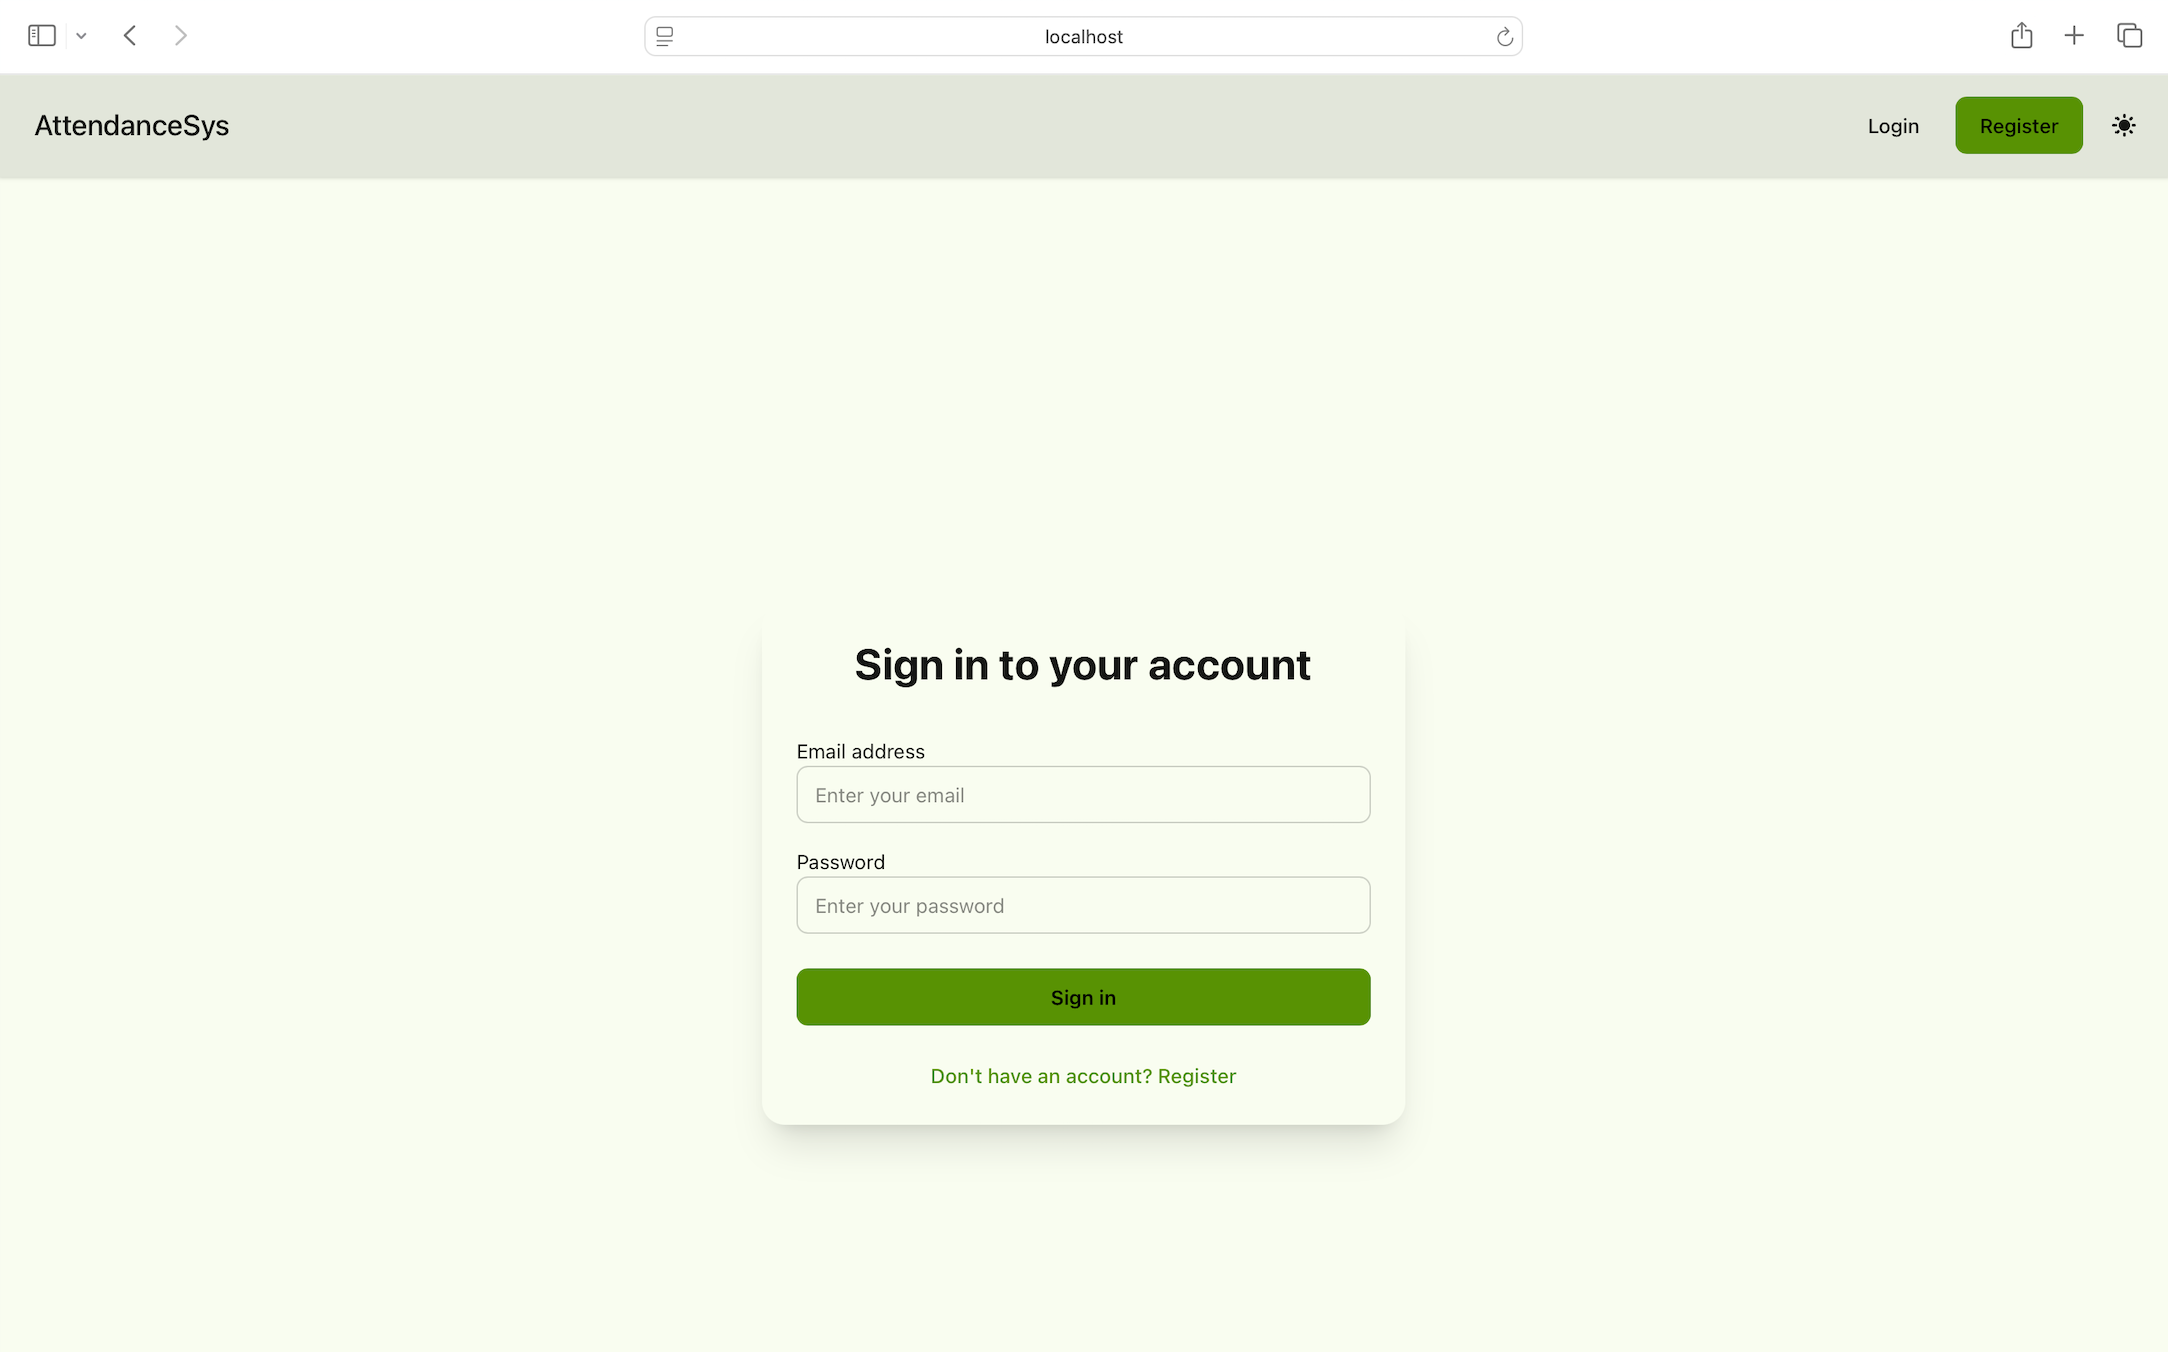 localhost
AttendanceSys
Login
Register
Sign in to your account
Email address
Enter your email
Password
Enter your password
Sign in
Don't have an account? Register